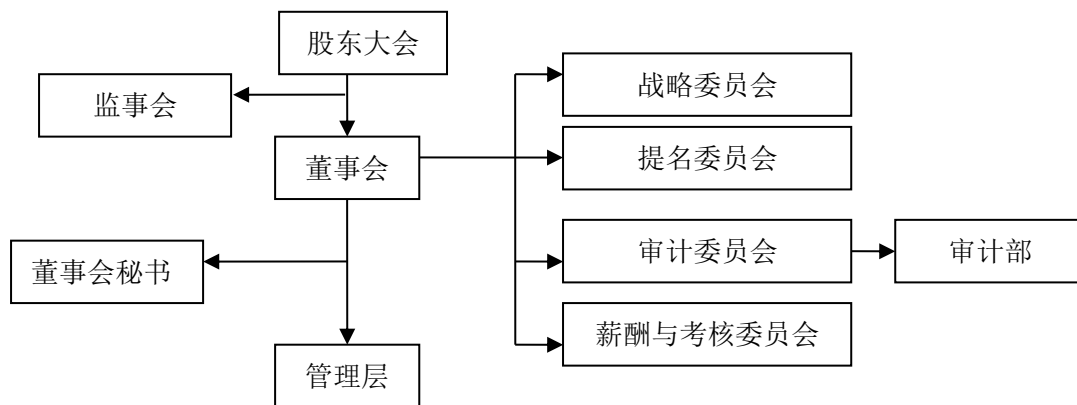 股东大会
战略委员会
监事会
董事会
提名委员会
审计委员会
审计部
董事会秘书
薪酬与考核委员会
管理层